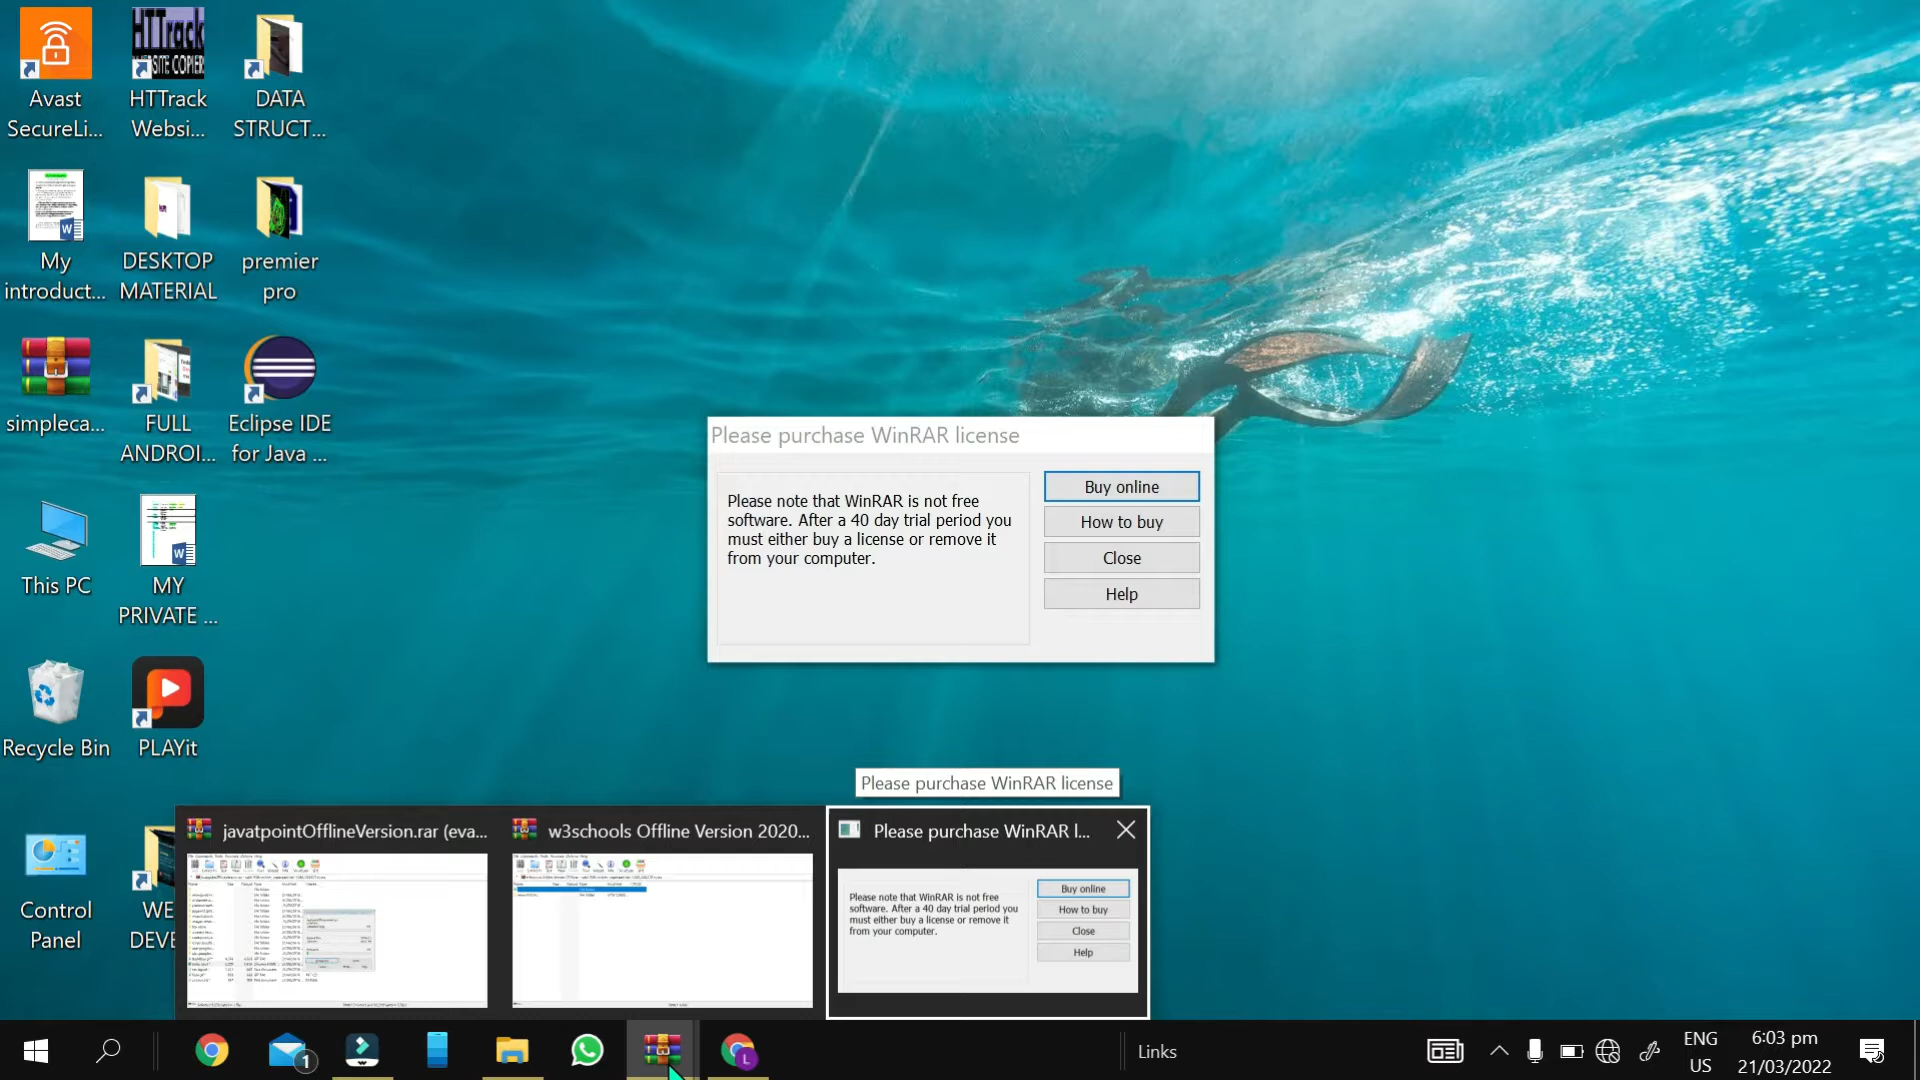 Avast
SecureLi...
HTTrack
WEBSITE COPIER
HTTrack
Websi...
DATA
STRUCT...
My
introduct...
DESKTOP
MATERIAL
premier
pro
simpleca...
FULL
ANDROI...
Eclipse IDE
for Java ...
This PC
MY
PRIVATE ...
Recycle Bin
PLAYit
Control
Panel
WE
DEVE
Please purchase WinRAR license
Please note that WinRAR is not free
software. After a 40 day trial period you
must either buy a license or remove it
from your computer.
Buy online
How to buy
Close
Help
Please purchase WinRAR license
javatpointOfflineVersion.rar (eva...
w3schools Offline Version 2020...
Please purchase WinRAR l...
Please note that WinRAR is not free
software. After a 40 day trial period you
must either buy a license or remove it
from your computer.
Buy online
How to buy
Close
Help
1
L
Links
ENG
US
6:03 pm
21/03/2022